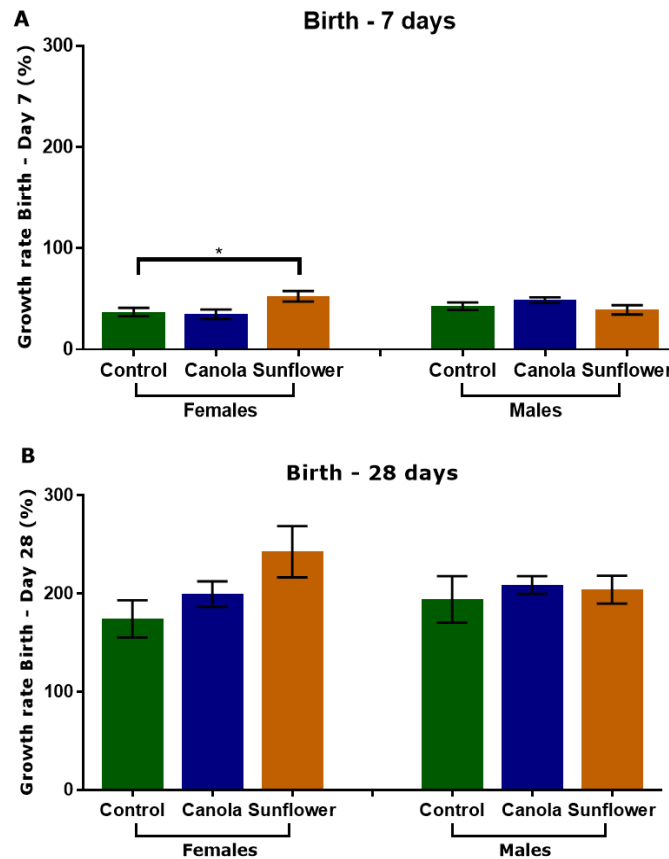 A
Birth - 7 days
Growth rate Birth - Day 7 (%)
300
200
100
0
*
Control Canola Sunflower Control Canola Sunflower
Females Males
B
Birth - 28 days
Growth rate Birth - Day 28 (%)
300
200
100
0
Control Canola Sunflower Control Canola Sunflower
Females Males